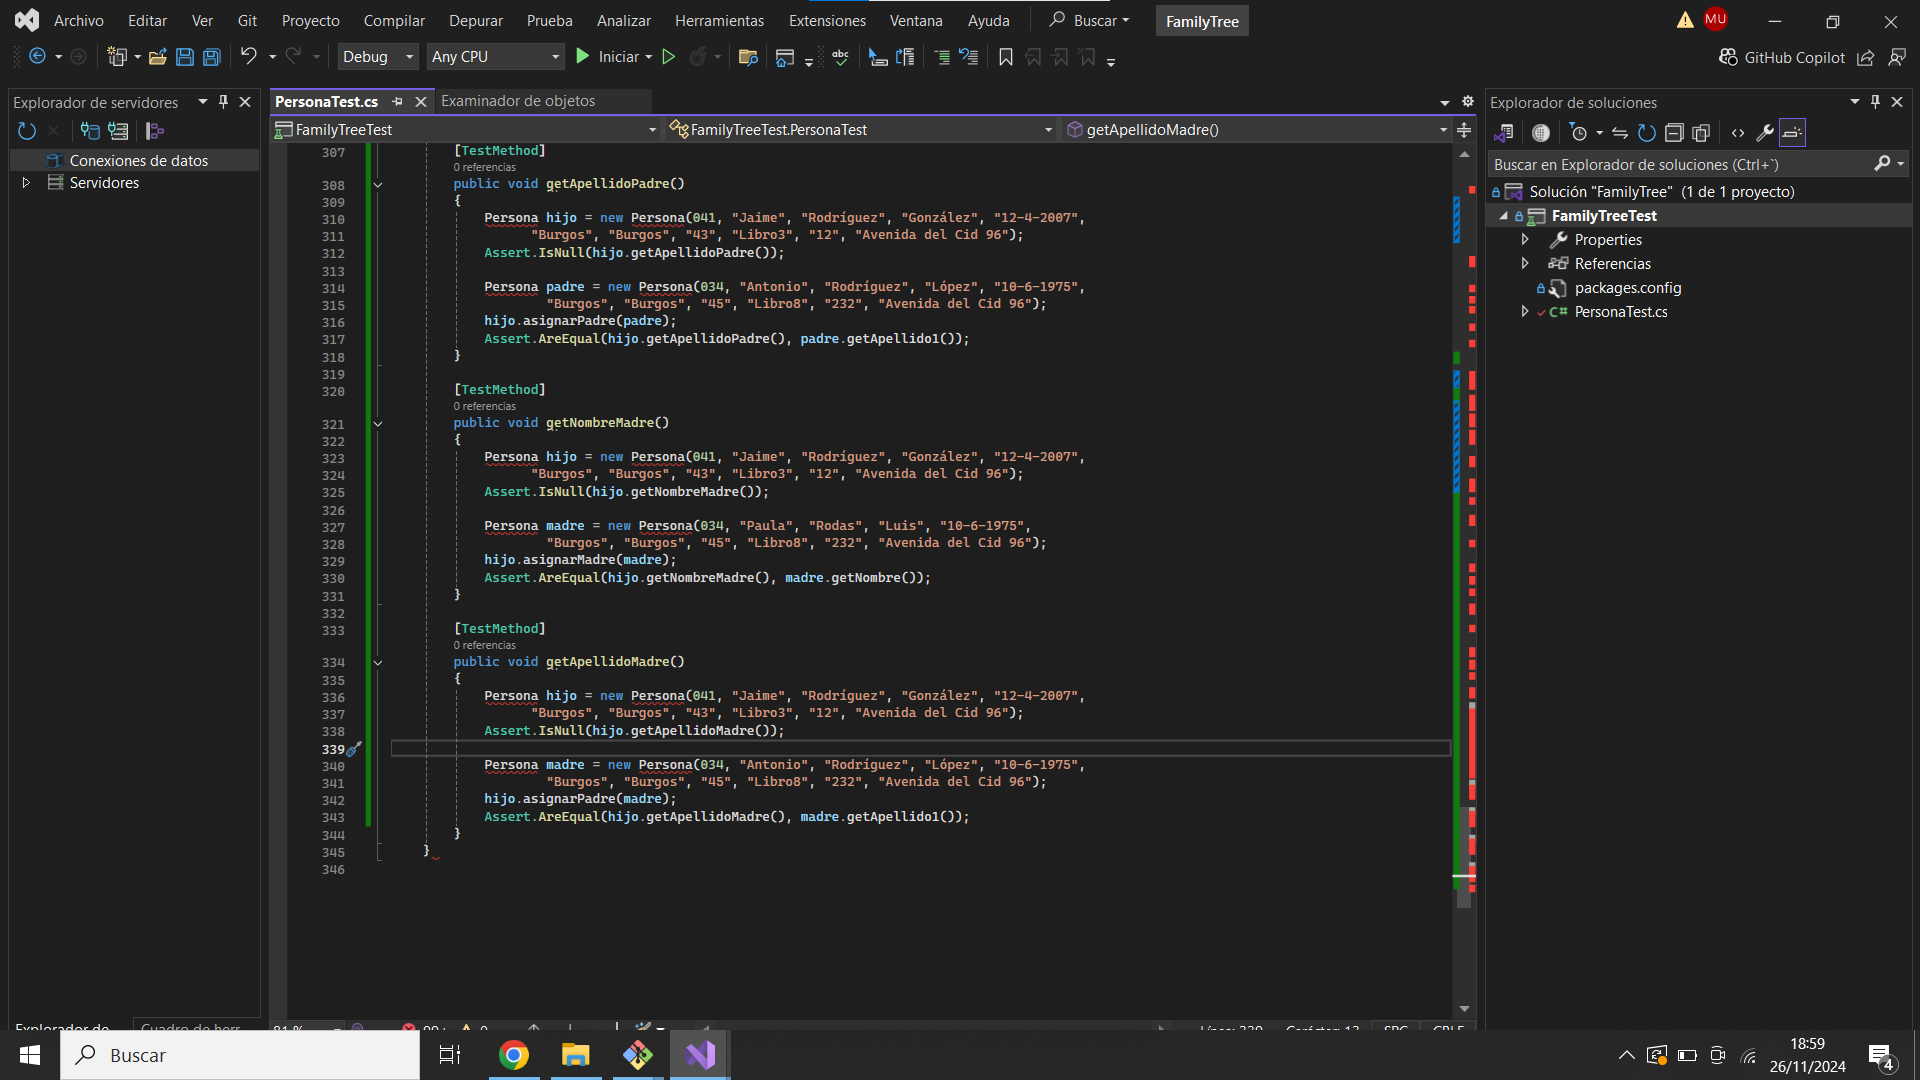 Archivo Editar Ver Git Proyecto Compilar Depurar Prueba Analizar Herramientas Extensiones Ventana Ayuda Buscar FamilyTree MU
Debug Any CPU Iniciar abc GitHub Copilot
Explorador de servidores
Conexiones de datos
Servidores
PersonaTest.cs Examinador de objetos
FamilyTreeTest FamilyTreeTest.PersonaTest getApellidoMadre()
307 [TestMethod]
0 referencias
308 public void getApellidoPadre()
309 {
310 Persona hijo = new Persona(041, "Jaime", "Rodríguez", "González", "12-4-2007",
311 "Burgos", "Burgos", "43", "Libro3", "12", "Avenida del Cid 96");
312 Assert.IsNull(hijo.getApellidoPadre());
313
314 Persona padre = new Persona(034, "Antonio", "Rodríguez", "López", "10-6-1975",
315 "Burgos", "Burgos", "45", "Libro8", "232", "Avenida del Cid 96");
316 hijo.asignarPadre(padre);
317 Assert.AreEqual(hijo.getApellidoPadre(), padre.getApellido1());
318 }
319
320 [TestMethod]
0 referencias
321 public void getNombreMadre()
322 {
323 Persona hijo = new Persona(041, "Jaime", "Rodríguez", "González", "12-4-2007",
324 "Burgos", "Burgos", "43", "Libro3", "12", "Avenida del Cid 96");
325 Assert.IsNull(hijo.getNombreMadre());
326
327 Persona madre = new Persona(034, "Paula", "Rodas", "Luis", "10-6-1975",
328 "Burgos", "Burgos", "45", "Libro8", "232", "Avenida del Cid 96");
329 hijo.asignarMadre(madre);
330 Assert.AreEqual(hijo.getNombreMadre(), madre.getNombre());
331 }
332
333 [TestMethod]
0 referencias
334 public void getApellidoMadre()
335 {
336 Persona hijo = new Persona(041, "Jaime", "Rodríguez", "González", "12-4-2007",
337 "Burgos", "Burgos", "43", "Libro3", "12", "Avenida del Cid 96");
338 Assert.IsNull(hijo.getApellidoMadre());
339
340 Persona madre = new Persona(034, "Antonio", "Rodríguez", "López", "10-6-1975",
341 "Burgos", "Burgos", "45", "Libro8", "232", "Avenida del Cid 96");
342 hijo.asignarPadre(madre);
343 Assert.AreEqual(hijo.getApellidoMadre(), madre.getApellido1());
344 }
345 }
346
Explorador de soluciones
Buscar en Explorador de soluciones (Ctrl+`)
Solución "FamilyTree" (1 de 1 proyecto)
FamilyTreeTest
Properties
Referencias
packages.config
C# PersonaTest.cs
Explorador de Cuadro de herr
81 % 99+ 0 Línea: 339 Carácter: 13 SPC CRLF
Buscar
18:59
26/11/2024
4